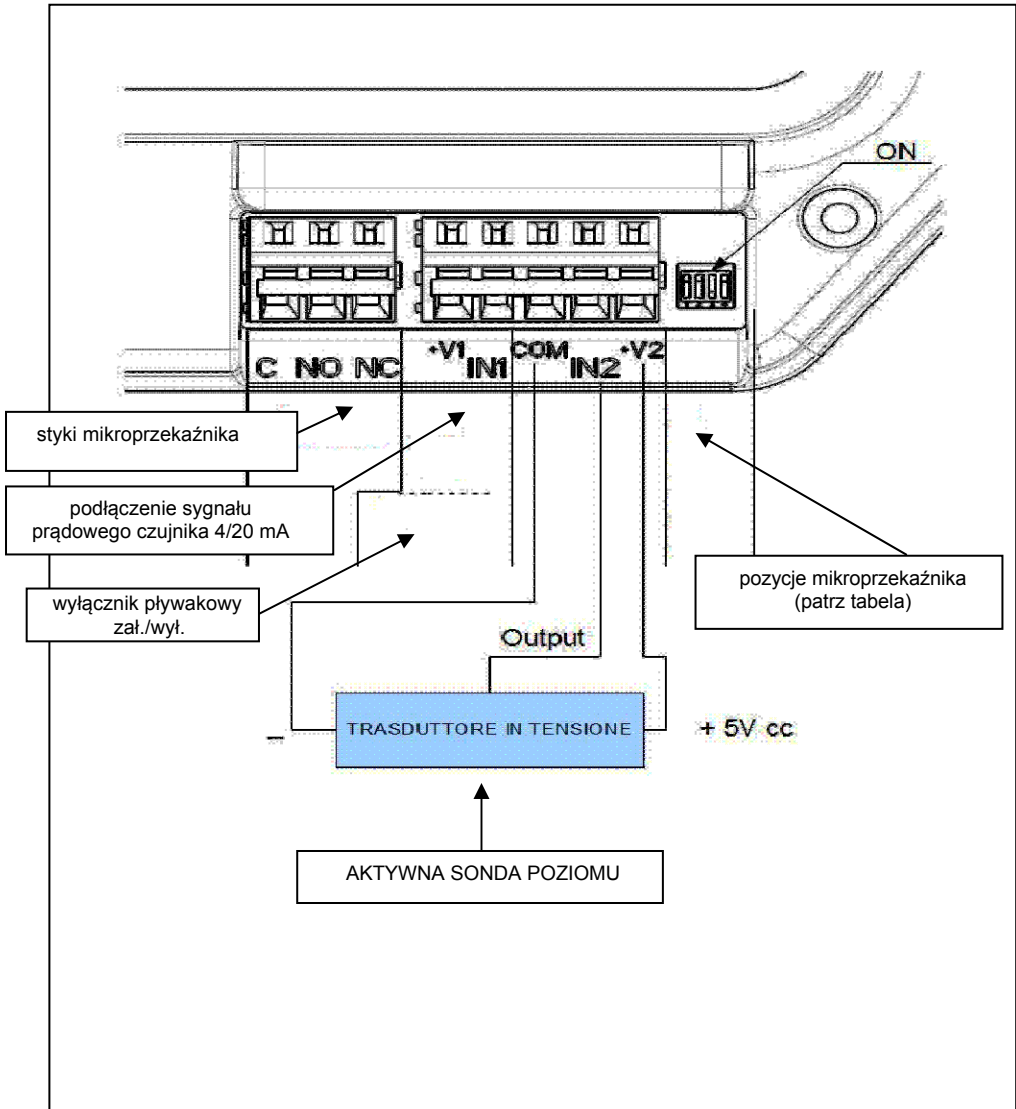 ON
C NO NC +V1 IN1 COM IN2 +V2
styki mikroprzekaźnika
podłączenie sygnału
prądowego czujnika 4/20 mA
wyłącznik pływakowy
zał./wył.
pozycje mikroprzekaźnika
(patrz tabela)
Output
– TRASDUTTORE IN TENSIONE + 5V cc
AKTYWNA SONDA POZIOMU